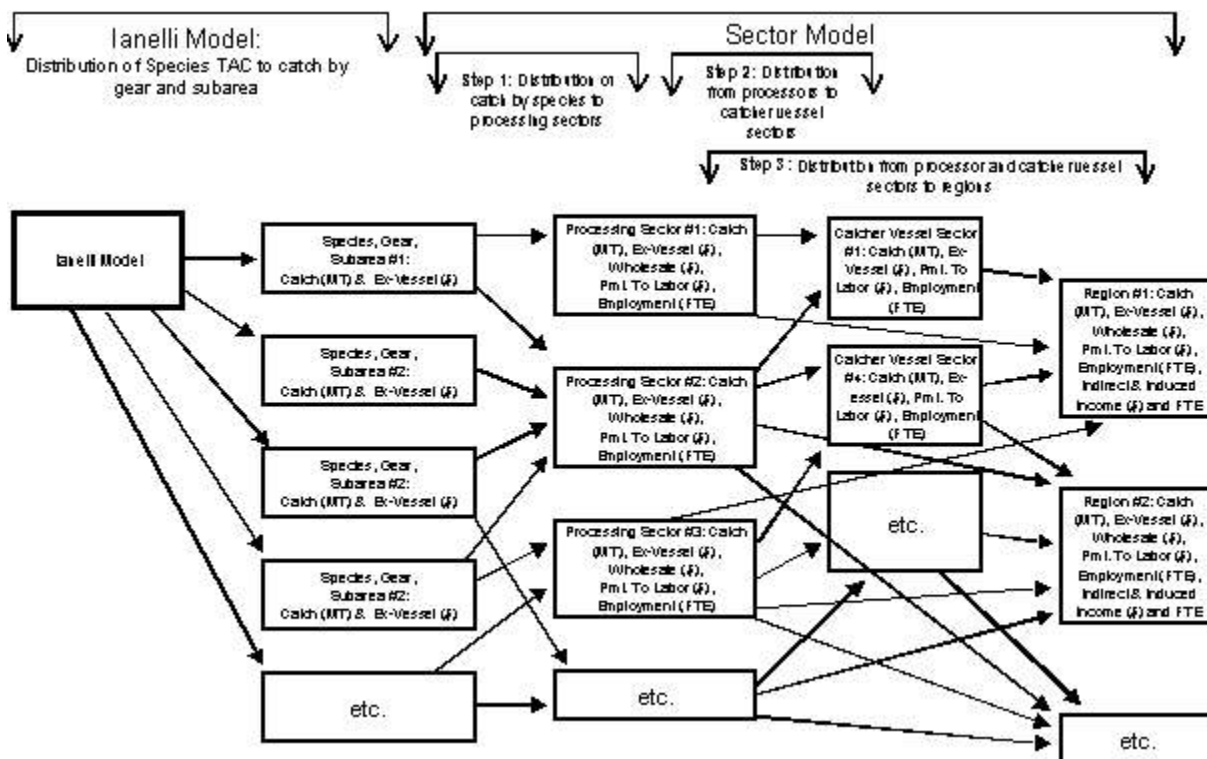 Ianelli Model:
Distribution of Species TAC to catch by
gear and subarea
Sector Model
Step 1: Distribution of
catch by species to
processing sectors
Step 2: Distribution
from processors to
catcher vessel
sectors
Step 3: Distribution from processor and catcher vessel
sectors to regions
Ianelli Model
Species, Gear,
Subarea #1:
Catch (MT) & Ex-Vessel ($)
Species, Gear,
Subarea #2:
Catch (MT) & Ex-Vessel ($)
Species, Gear,
Subarea #2:
Catch (MT) & Ex-Vessel ($)
Species, Gear,
Subarea #2:
Catch (MT) & Ex-Vessel ($)
etc.
Processing Sector #1: Catch
(MT), Ex-Vessel ($),
Wholesale ($),
Pmt. To Labor ($),
Employment (FTE)
Processing Sector #2: Catch
(MT), Ex-Vessel ($),
Wholesale ($),
Pmt. To Labor ($),
Employment (FTE)
Processing Sector #3: Catch
(MT), Ex-Vessel ($),
Wholesale ($),
Pmt. To Labor ($),
Employment (FTE)
etc.
Catcher Vessel Sector
#1: Catch (MT), Ex-
Vessel ($), Pmt. To
Labor ($), Employment
(FTE)
Catcher Vessel Sector
#4: Catch (MT), Ex-
essel ($), Pmt. To
Labor ($), Employment
(FTE)
etc.
Region #1: Catch
(MT), Ex-Vessel ($),
Wholesale ($),
Pmt. To Labor ($),
Employment (FTE),
Indirect & Induced
Income ($) and FTE
Region #2: Catch
(MT), Ex-Vessel ($),
Wholesale ($),
Pmt. To Labor ($),
Employment (FTE),
Indirect & Induced
Income ($) and FTE
etc.